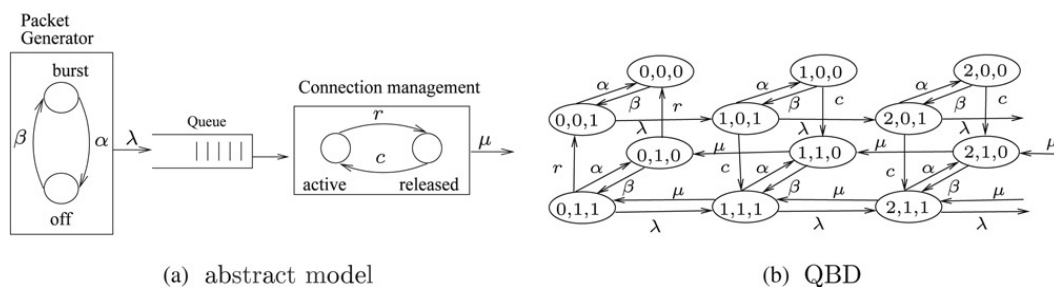 Packet
Generator
burst
β
α
λ
off
Queue
Connection management
r
active
c
released
μ
(a) abstract model
0,0,0
1,0,0
2,0,0
α
β
r
α
β
c
α
β
c
0,0,1
λ
1,0,1
λ
2,0,1
λ
0,1,0
μ
1,1,0
μ
2,1,0
μ
r
α
β
c
α
β
c
α
β
0,1,1
μ
1,1,1
μ
2,1,1
μ
λ
λ
λ
(b) QBD